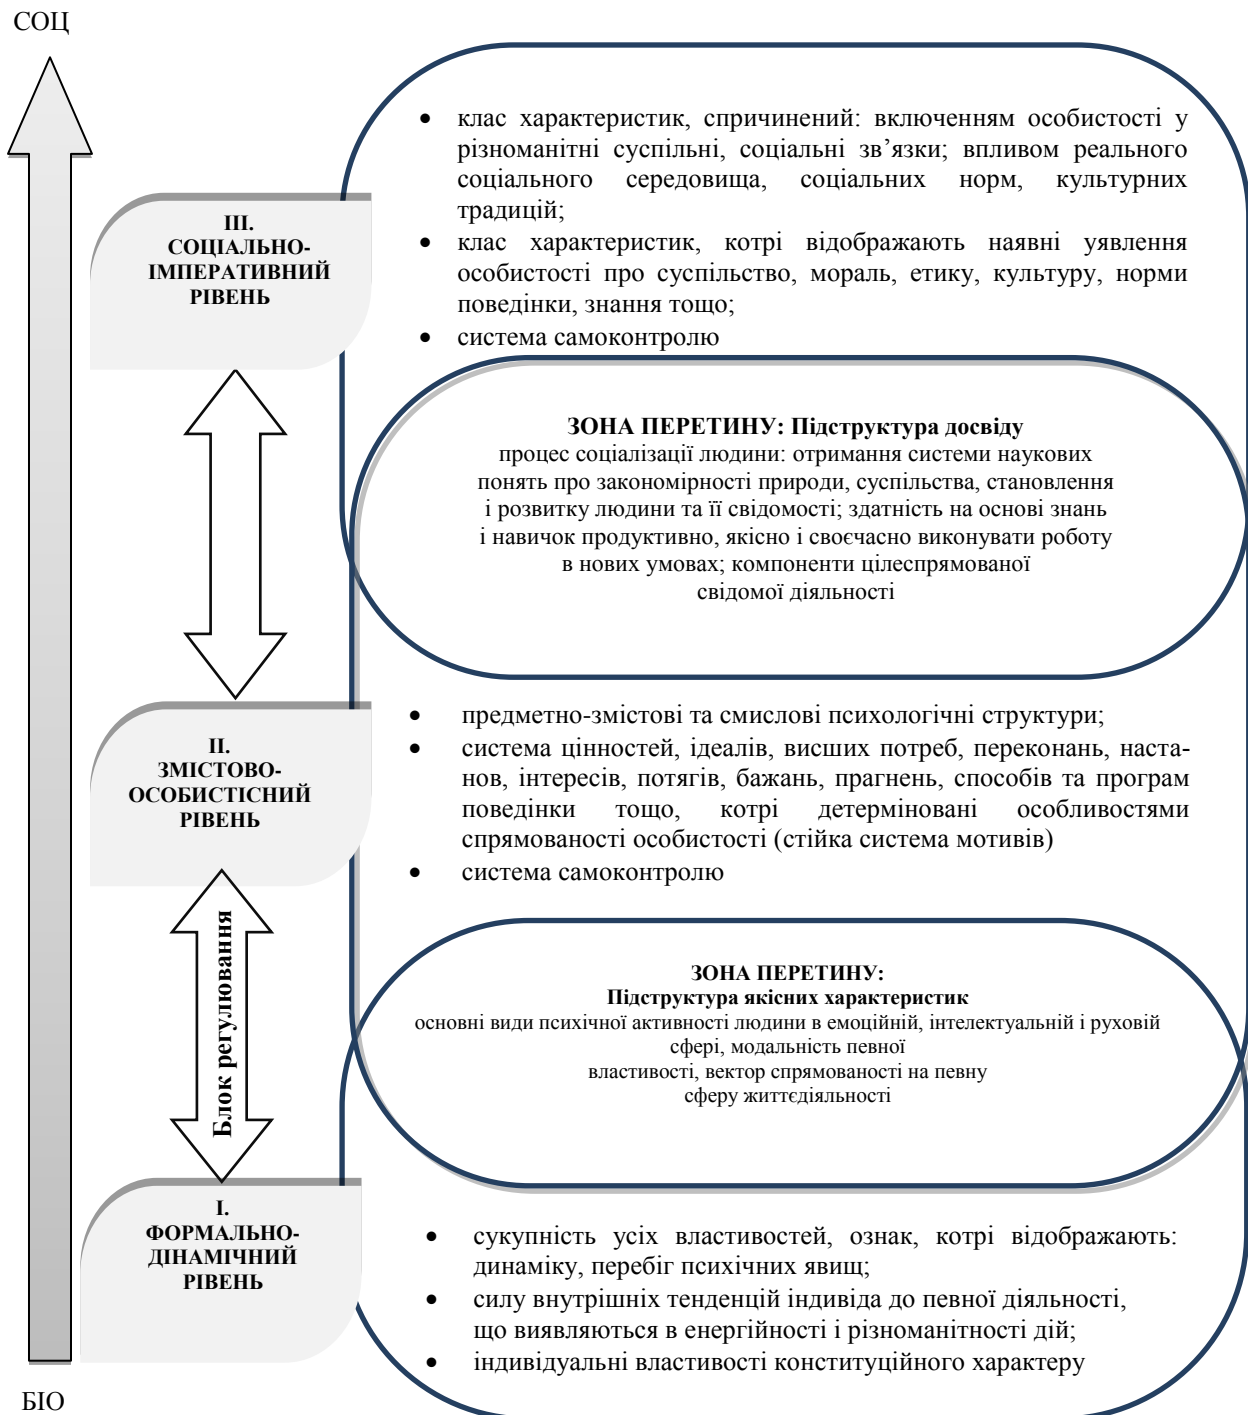 СОЦ
клас характеристик, спричинений: включенням особистості у
різноманітні суспільні, соціальні зв’язки; впливом реального
соціального середовища, соціальних норм, культурних
традицій;
клас характеристик, котрі відображають наявні уявлення
особистості про суспільство, мораль, етику, культуру, норми
поведінки, знання тощо;
система самоконтролю
ІІІ.
СОЦІАЛЬНО-
ІМПЕРАТИВНИЙ
РІВЕНЬ
ЗОНА ПЕРЕТИНУ: Підструктура досвіду
процес соціалізації людини: отримання системи наукових
понять про закономірності природи, суспільства, становлення
і розвитку людини та її свідомості; здатність на основі знань
і навичок продуктивно, якісно і своєчасно виконувати роботу
в нових умовах; компоненти цілеспрямованої
свідомої діяльності
ІІ.
ЗМІСТОВО-
ОСОБИСТІСНИЙ
РІВЕНЬ
предметно-змістові та смислові психологічні структури;
система цінностей, ідеалів, висших потреб, переконань, наста-
нов, інтересів, потягів, бажань, прагнень, способів та програм
поведінки тощо, котрі детерміновані особливостями
спрямованості особистості (стійка система мотивів)
система самоконтролю
Блок регулювання
ЗОНА ПЕРЕТИНУ:
Підструктура якісних характеристик
основні види психічної активності людини в емоційній, інтелектуальній і руховій
сфері, модальність певної
властивості, вектор спрямованості на певну
сферу життєдіяльності
І.
ФОРМАЛЬНО-
ДІНАМІЧНИЙ
РІВЕНЬ
сукупність усіх властивостей, ознак, котрі відображають:
динаміку, перебіг психічних явищ;
силу внутрішніх тенденцій індивіда до певної діяльності,
що виявляються в енергійності і різноманітності дій;
індивідуальні властивості конституційного характеру
БІО